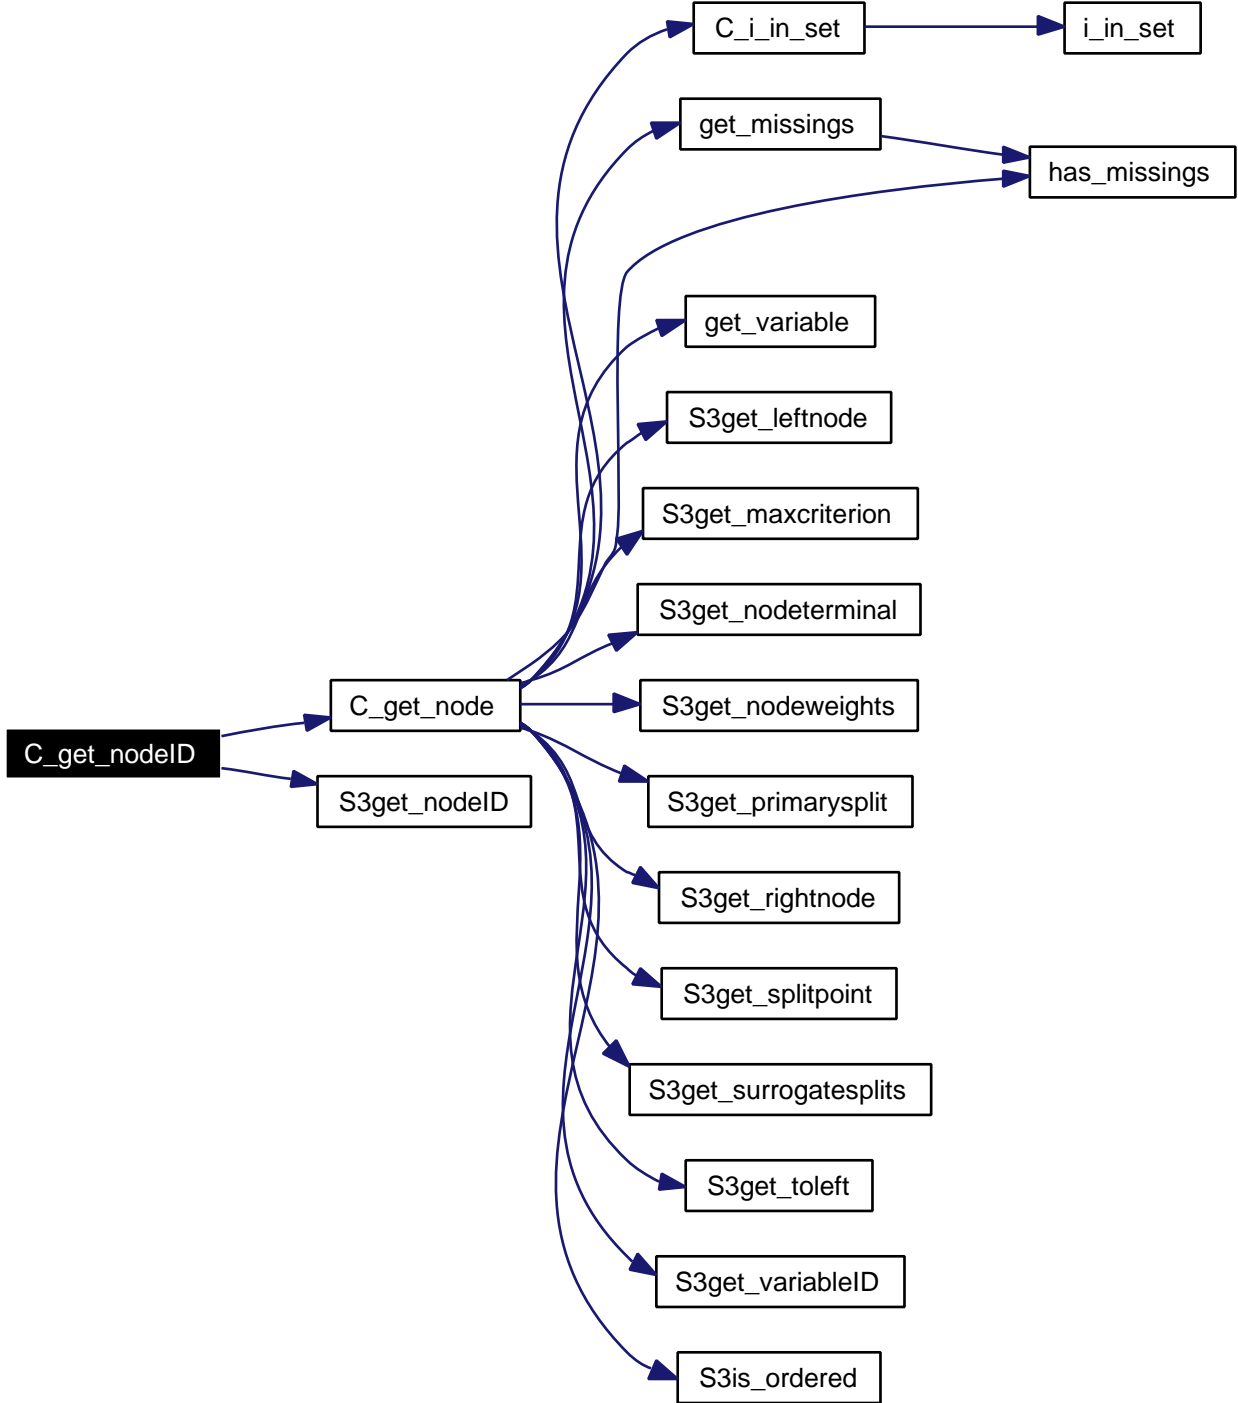 C_i_in_set
i_in_set
get_missings
has_missings
get_variable
S3get_leftnode
S3get_maxcriterion
S3get_nodeterminal
C_get_node
S3get_nodeweights
C_get_nodeID
S3get_nodeID
S3get_primarysplit
S3get_rightnode
S3get_splitpoint
S3get_surrogatesplits
S3get_toleft
S3get_variableID
S3is_ordered